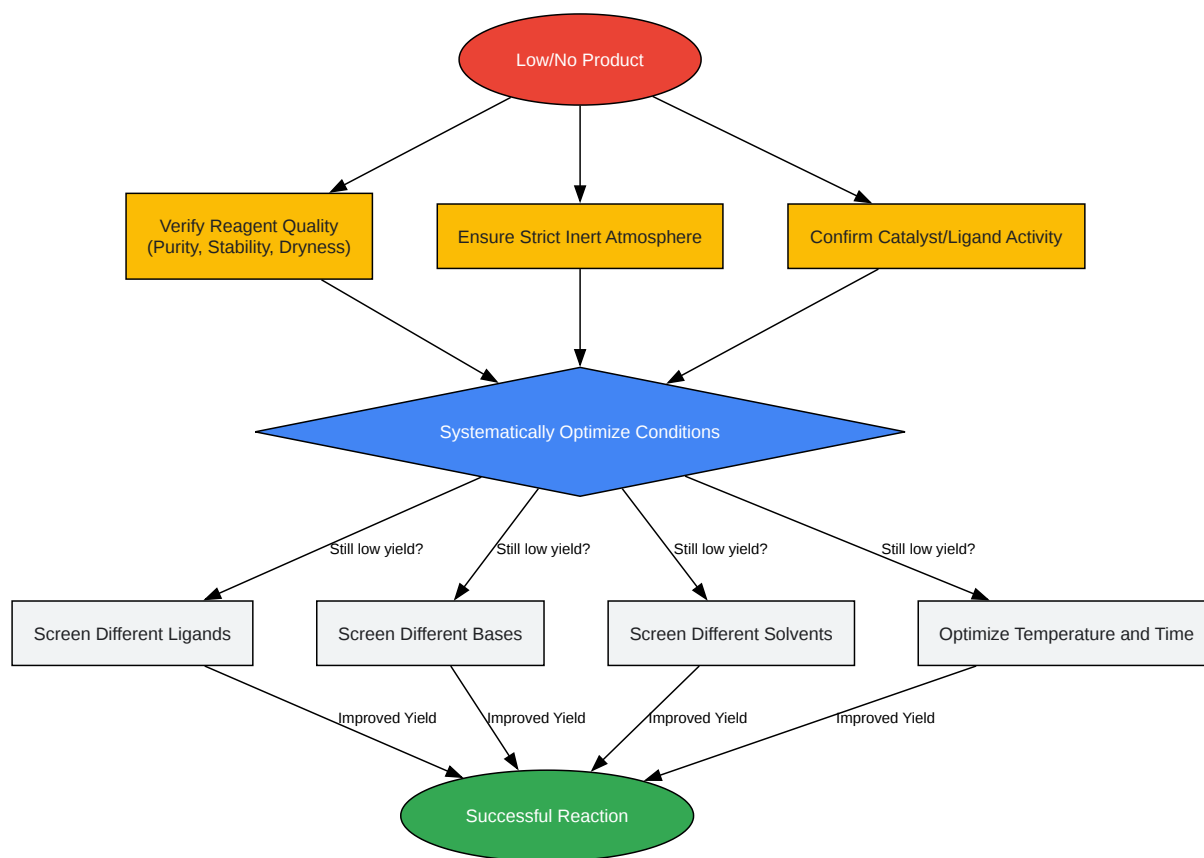 Low/No Product
Verify Reagent Quality
(Purity, Stability, Dryness)
Ensure Strict Inert Atmosphere
Confirm Catalyst/Ligand Activity
Systematically Optimize Conditions
Still low yield?
Still low yield?
Still low yield?
Still low yield?
Screen Different Ligands
Screen Different Bases
Screen Different Solvents
Optimize Temperature and Time
Improved Yield
Improved Yield
Improved Yield
Improved Yield
Successful Reaction